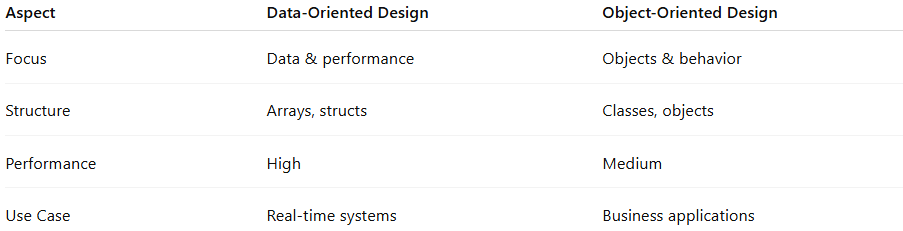 Aspect Data-Oriented Design Object-Oriented Design
Focus Data & performance Objects & behavior
Structure Arrays, structs Classes, objects
Performance High Medium
Use Case Real-time systems Business applications